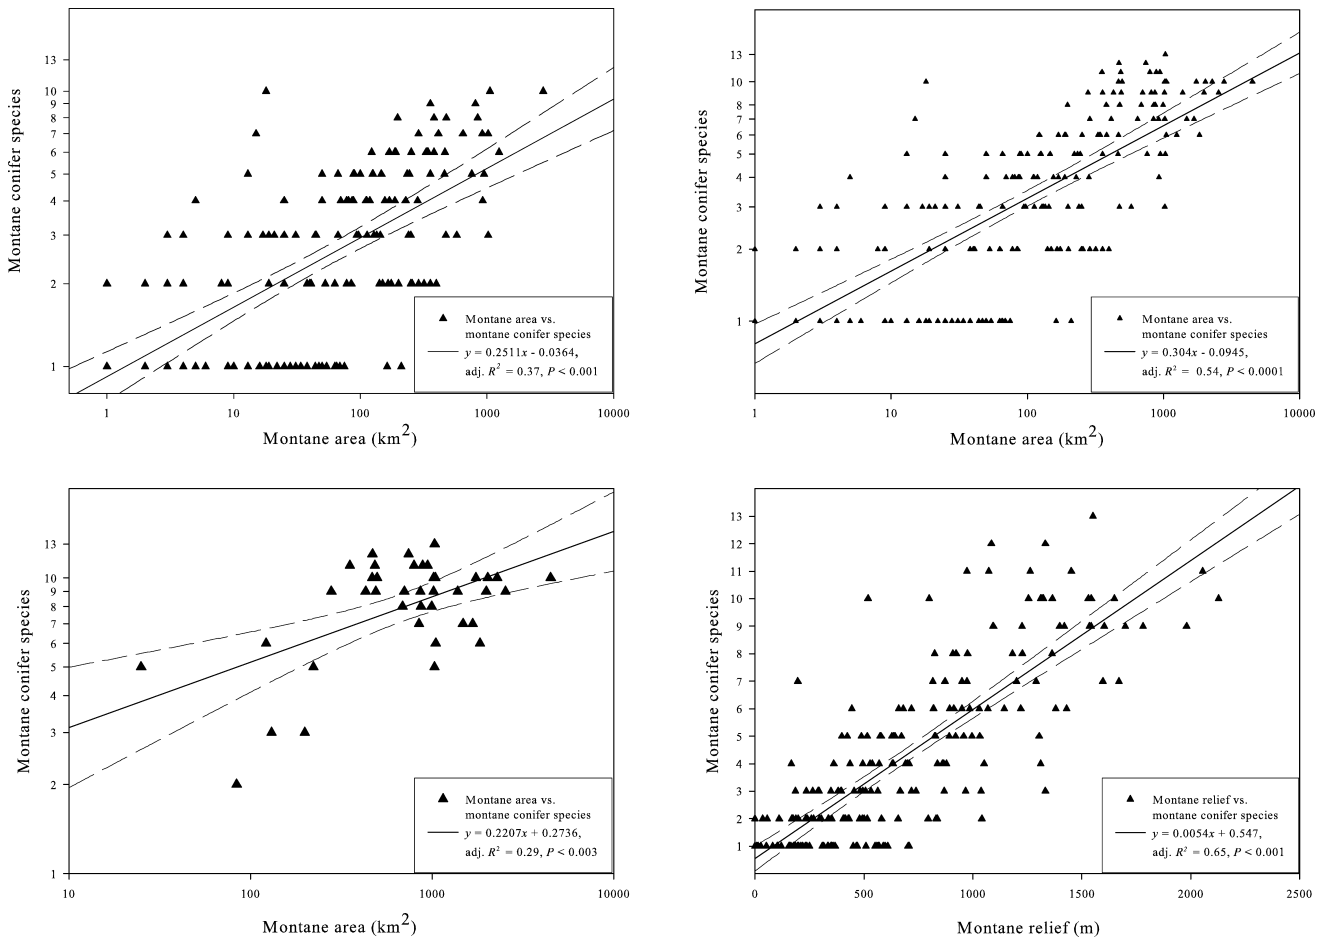 Montane conifer species
13
10
9
8
7
6
5
4
3
2
1
1
10
100
1000
10000
Montane area (km2)
Montane area vs.
montane conifer species
y = 0.2511x - 0.0364,
adj. R2 = 0.37, P < 0.001
Montane conifer species
13
10
9
8
7
6
5
4
3
2
1
1
10
100
1000
10000
Montane area (km2)
Montane area vs.
montane conifer species
y = 0.304x - 0.0945,
adj. R2 = 0.54, P < 0.0001
Montane conifer species
13
10
9
8
7
6
5
4
3
2
1
10
100
1000
10000
Montane area (km2)
Montane area vs.
montane conifer species
y = 0.2207x + 0.2736,
adj. R2 = 0.29, P < 0.003
Montane conifer species
13
12
11
10
9
8
7
6
5
4
3
2
1
0
500
1000
1500
2000
2500
Montane relief (m)
Montane relief vs.
montane conifer species
y = 0.0054x + 0.547,
adj. R2 = 0.65, P < 0.001